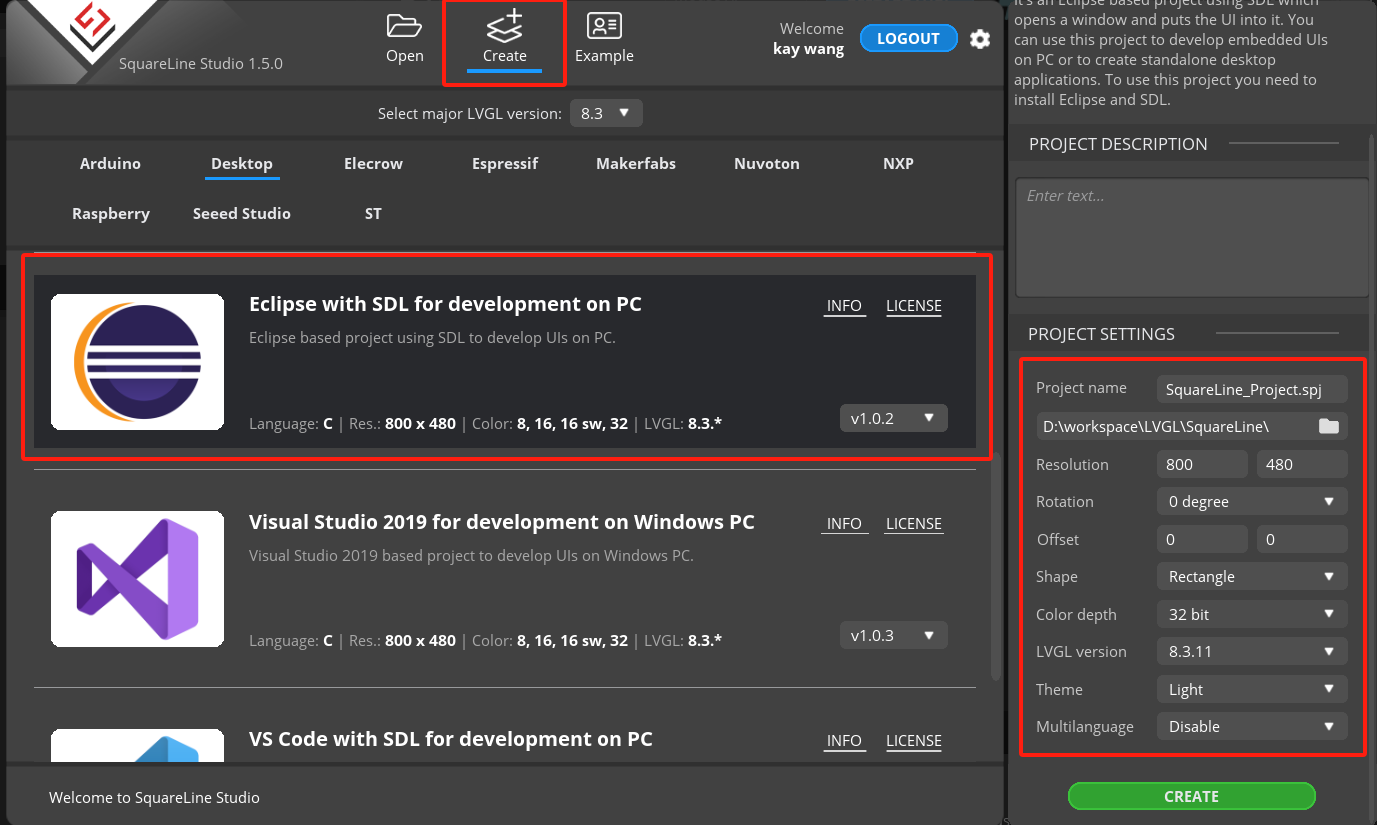 Open
Create
Example
Welcome
kay wang
LOGOUT
SquareLine Studio 1.5.0
Select major LVGL version:
8.3
Arduino
Desktop
Elecrow
Espressif
Makerfabs
Nuvoton
NXP
Raspberry
Seeed Studio
ST
Eclipse with SDL for development on PC
INFO
LICENSE
Eclipse based project using SDL to develop UIs on PC.
Language: C | Res.: 800 x 480 | Color: 8, 16, 16 sw, 32 | LVGL: 8.3.*
v1.0.2
Visual Studio 2019 for development on Windows PC
INFO
LICENSE
Visual Studio 2019 based project to develop UIs on Windows PC.
Language: C | Res.: 800 x 480 | Color: 8, 16, 16 sw, 32 | LVGL: 8.3.*
v1.0.3
VS Code with SDL for development on PC
INFO
LICENSE
Welcome to SquareLine Studio
It's an Eclipse based project using SDL which
opens a window and puts the UI into it. You
can use this project to develop embedded UIs
on PC or to create standalone desktop
applications. To use this project you need to
install Eclipse and SDL.
PROJECT DESCRIPTION
Enter text...
PROJECT SETTINGS
Project name
SquareLine_Project.spj
D:\workspace\LVGL\SquareLine\
Resolution
800
480
Rotation
0 degree
Offset
0
0
Shape
Rectangle
Color depth
32 bit
LVGL version
8.3.11
Theme
Light
Multilanguage
Disable
CREATE